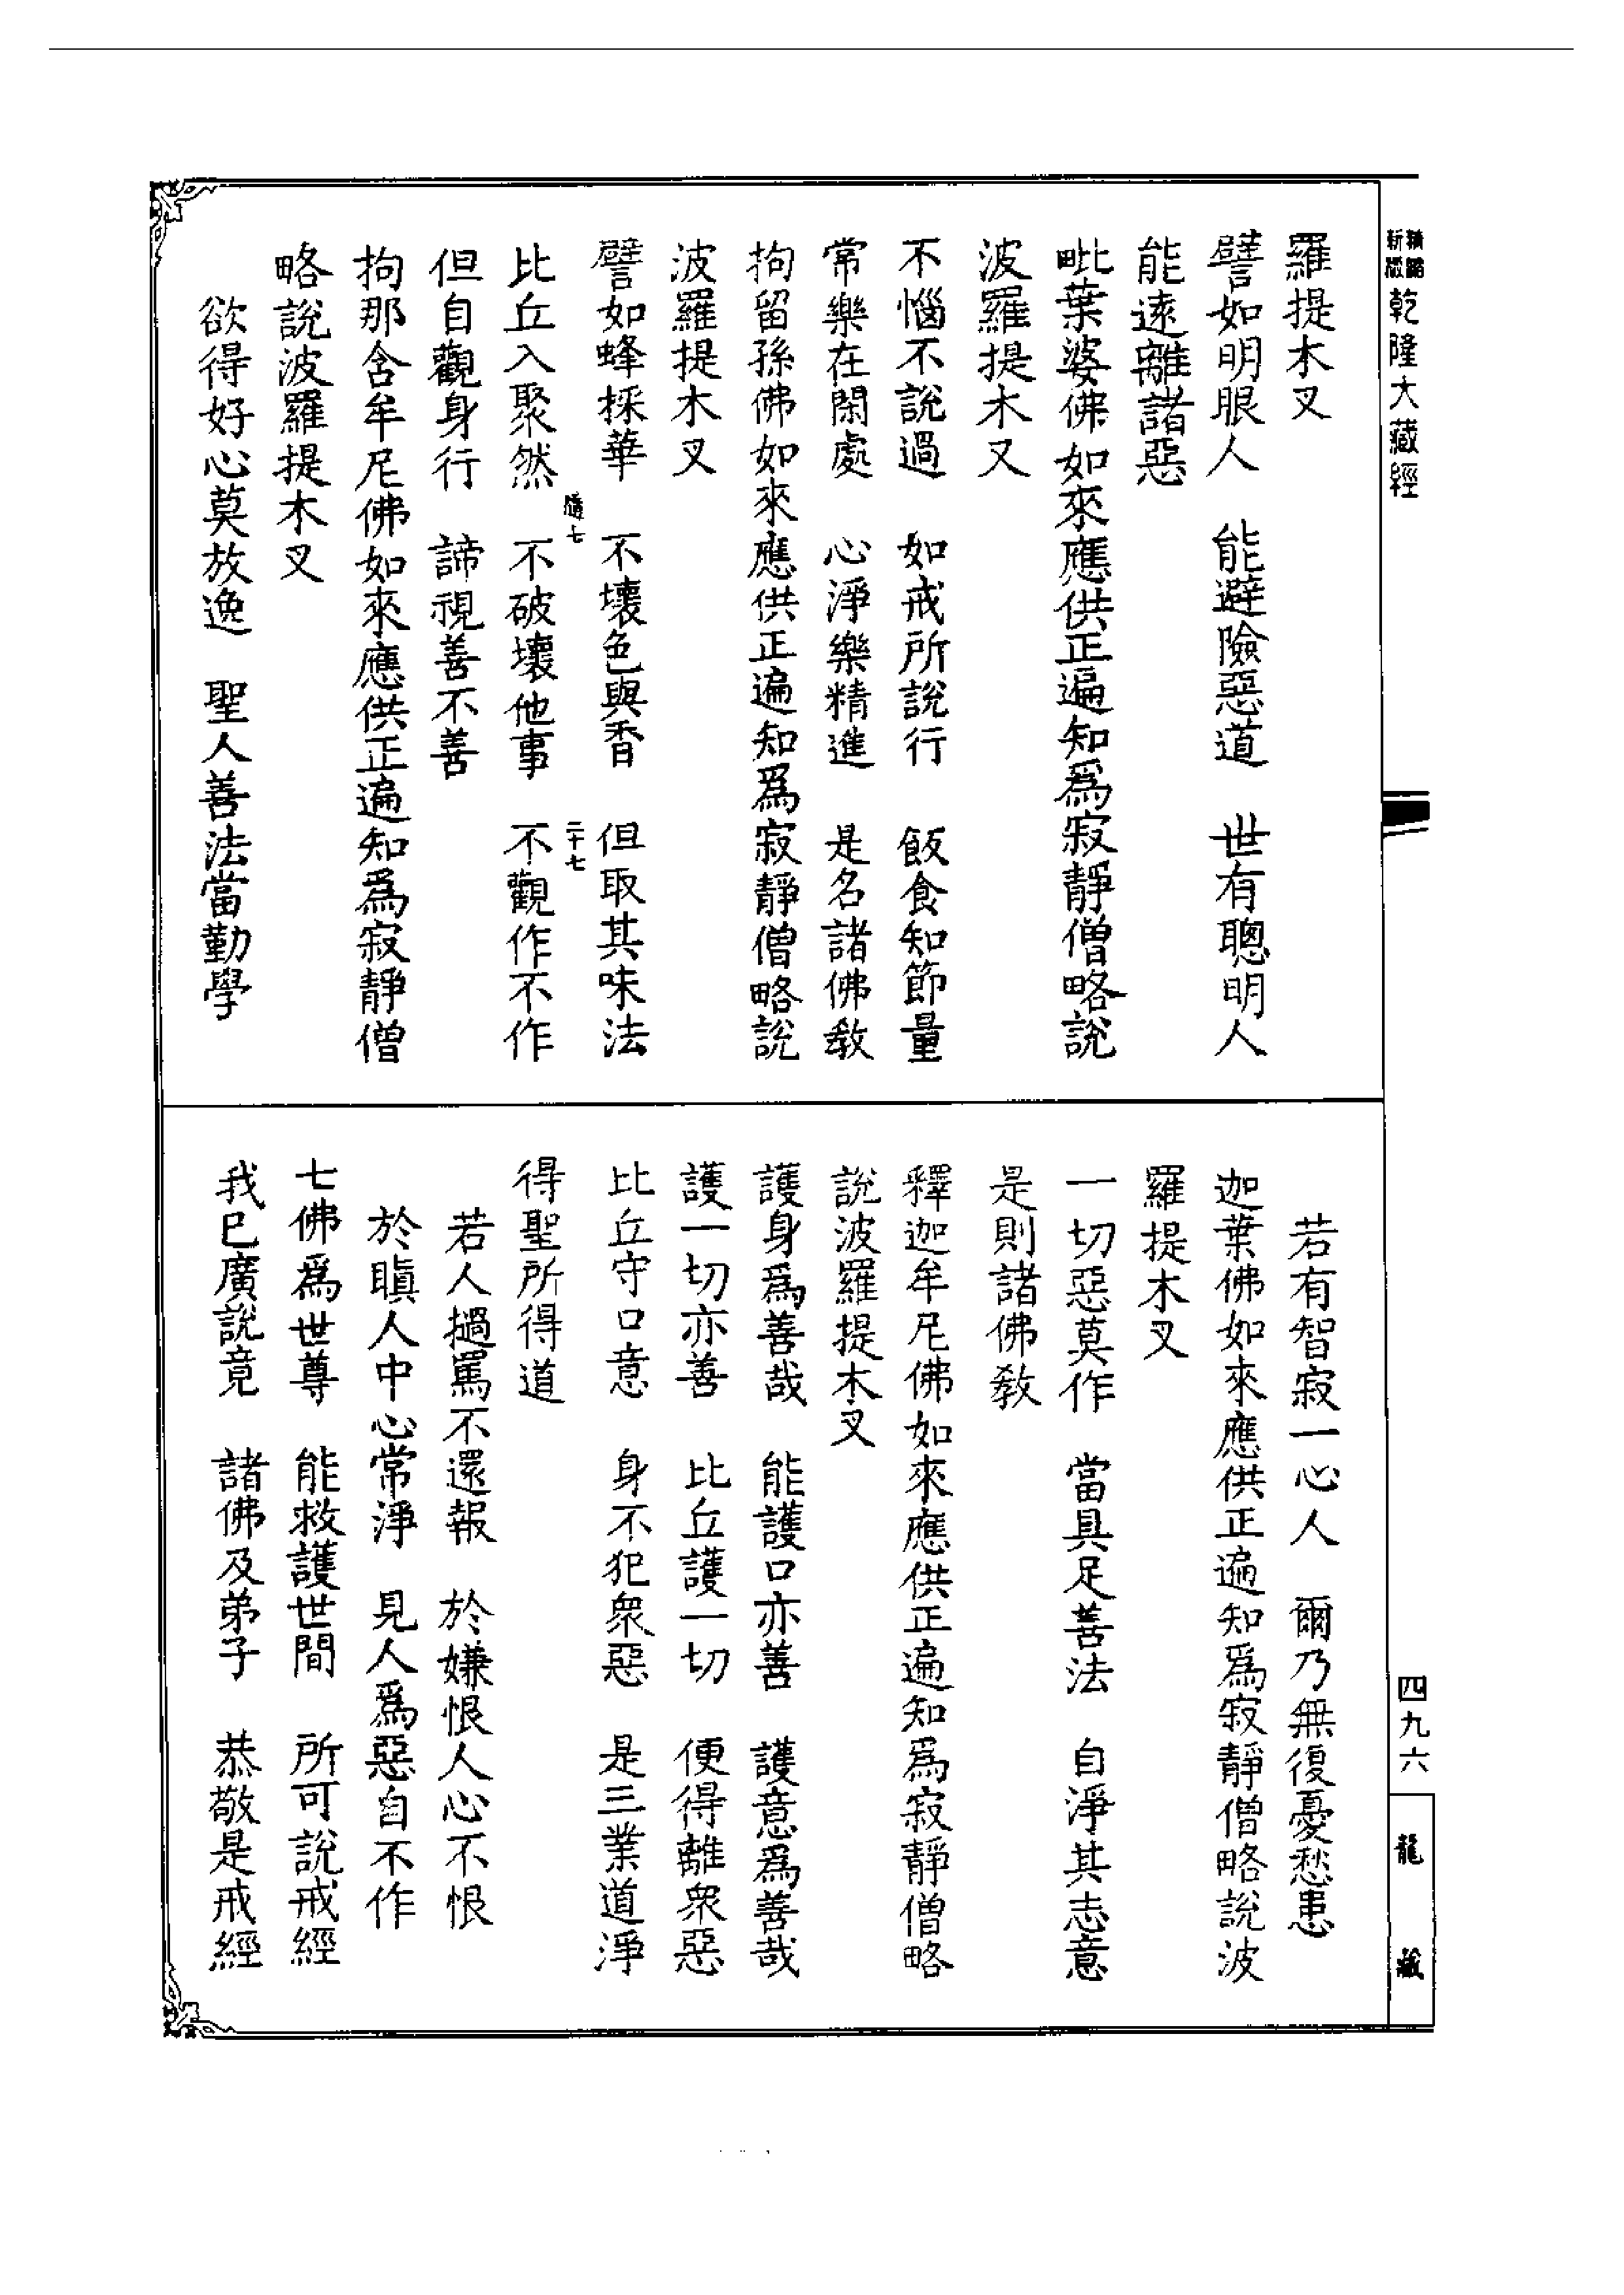 新版精縮乾隆大藏經
羅提木叉
譬如明眼人　能避險惡道　世有聰明人
能遠離諸惡
毗葉婆佛如來應供正遍知爲寂靜僧略說
波羅提木叉
不惱不說過　如戒所說行　飯食知節量
常樂在閑處　心淨樂精進　是名諸佛敎
拘留孫佛如來應供正遍知爲寂靜僧略說
波羅提木叉
譬如蜂採華　不壞色與香　但取其味法
七　二十七
比丘入聚然　不破壞他事　不觀作不作
但自觀身行　諦視善不善
拘那含牟尼佛如來應供正遍知爲寂靜僧
略說波羅提木叉
欲得好心莫放逸　聖人善法當勤學
若有智寂一心人　爾乃無復憂愁患
迦葉佛如來應供正遍知爲寂靜僧略說波
羅提木叉
一切惡莫作　當具足善法　自淨其志意
是則諸佛敎
釋迦牟尼佛如來應供正遍知爲寂靜僧略
說波羅提木叉
護身爲善哉　能護口亦善　護意爲善哉
護一切亦善　比丘護一切　便得離衆惡
比丘守口意　身不犯衆惡　是三業道淨
得聖所得道
若人撾罵不還報　於嫌恨人心不恨
於瞋人中心常淨　見人爲惡自不作
七佛爲世尊　能救護世間　所可說戒經
我已廣說竟　諸佛及弟子　恭敬是戒經
四九六
龍藏